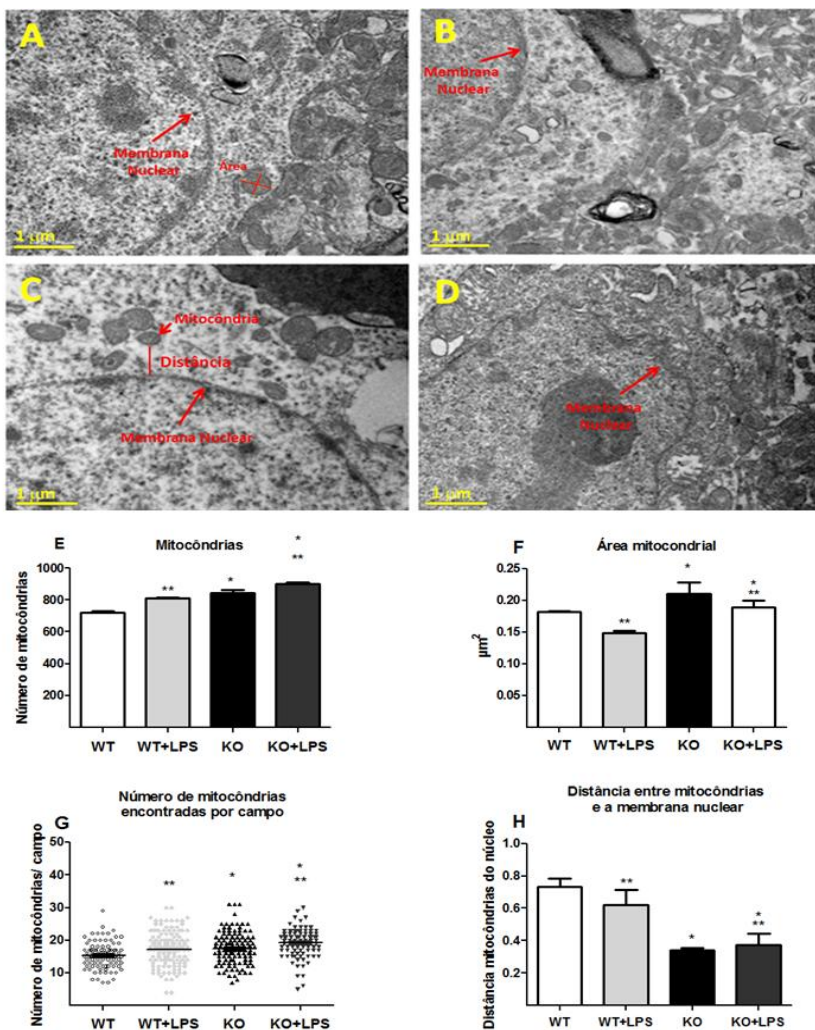 A
Membrana
Nuclear
Área
1 µm
B
Membrana
Nuclear
1 µm
C
Mitocôndria
Distância
Membrana Nuclear
1 µm
D
Membrana
Nuclear
1 µm
E
Mitocôndrias
Número de mitocôndrias
1000
800
600
400
200
**
*
*
**
WT
WT+LPS
KO
KO+LPS
F
Área mitocondrial
µm²
0.25
0.20
0.15
0.10
0.05
**
*
*
**
WT
WT+LPS
KO
KO+LPS
G
Número de mitocôndrias
encontradas por campo
Número de mitocôndrias/ campo
50
40
30
20
10
**
*
*
**
WT
WT+LPS
KO
KO+LPS
H
Distância entre mitocôndrias
e a membrana nuclear
Distância mitocôndrias do núcleo
1.0
0.8
0.6
0.4
0.2
**
*
*
**
WT
WT+LPS
KO
KO+LPS